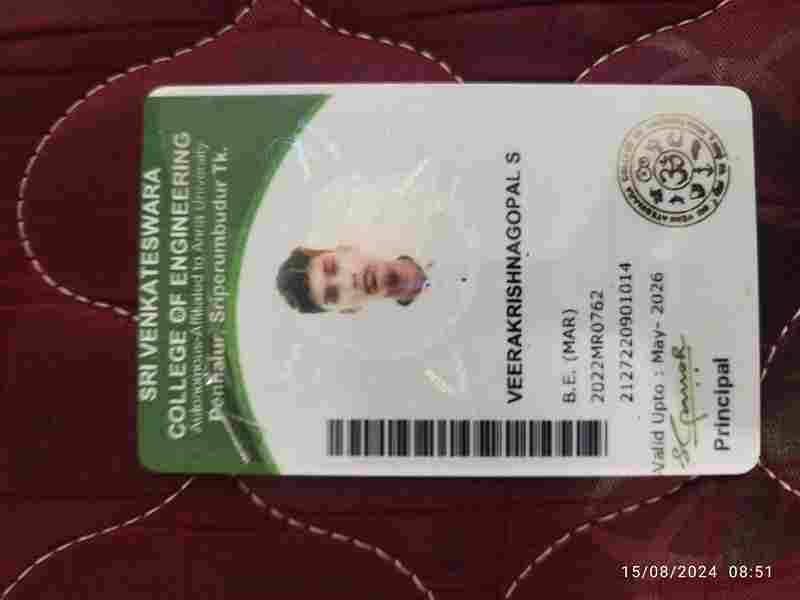 SRI VENKATESWARA
COLLEGE OF ENGINEERING
Autonomous-Affiliated to Anna University
Pennalur, Sriperumbudur Tk.
VEERAKRISHNAGOPAL S
B.E. (MAR)
2022MR0762
2127220901014
Valid Upto : May- 2026
Principal
15/08/2024 08:51